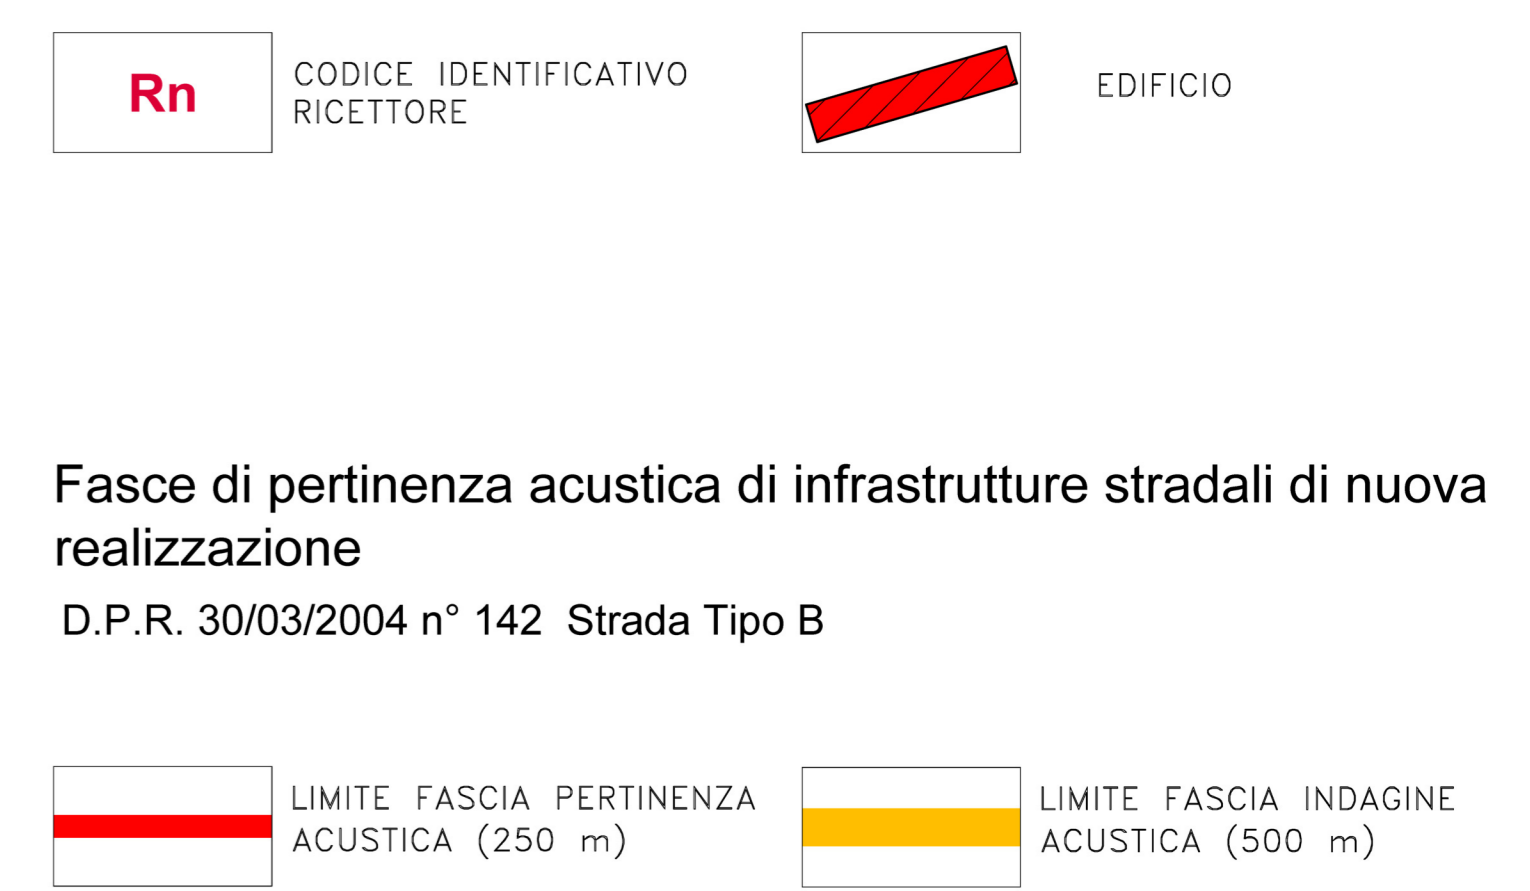 Rn
CODICE IDENTIFICATIVO
RICETTORE
EDIFICIO
Fasce di pertinenza acustica di infrastrutture stradali di nuova
realizzazione
D.P.R. 30/03/2004 n° 142 Strada Tipo B
LIMITE FASCIA PERTINENZA
ACUSTICA (250 m)
LIMITE FASCIA INDAGINE
ACUSTICA (500 m)